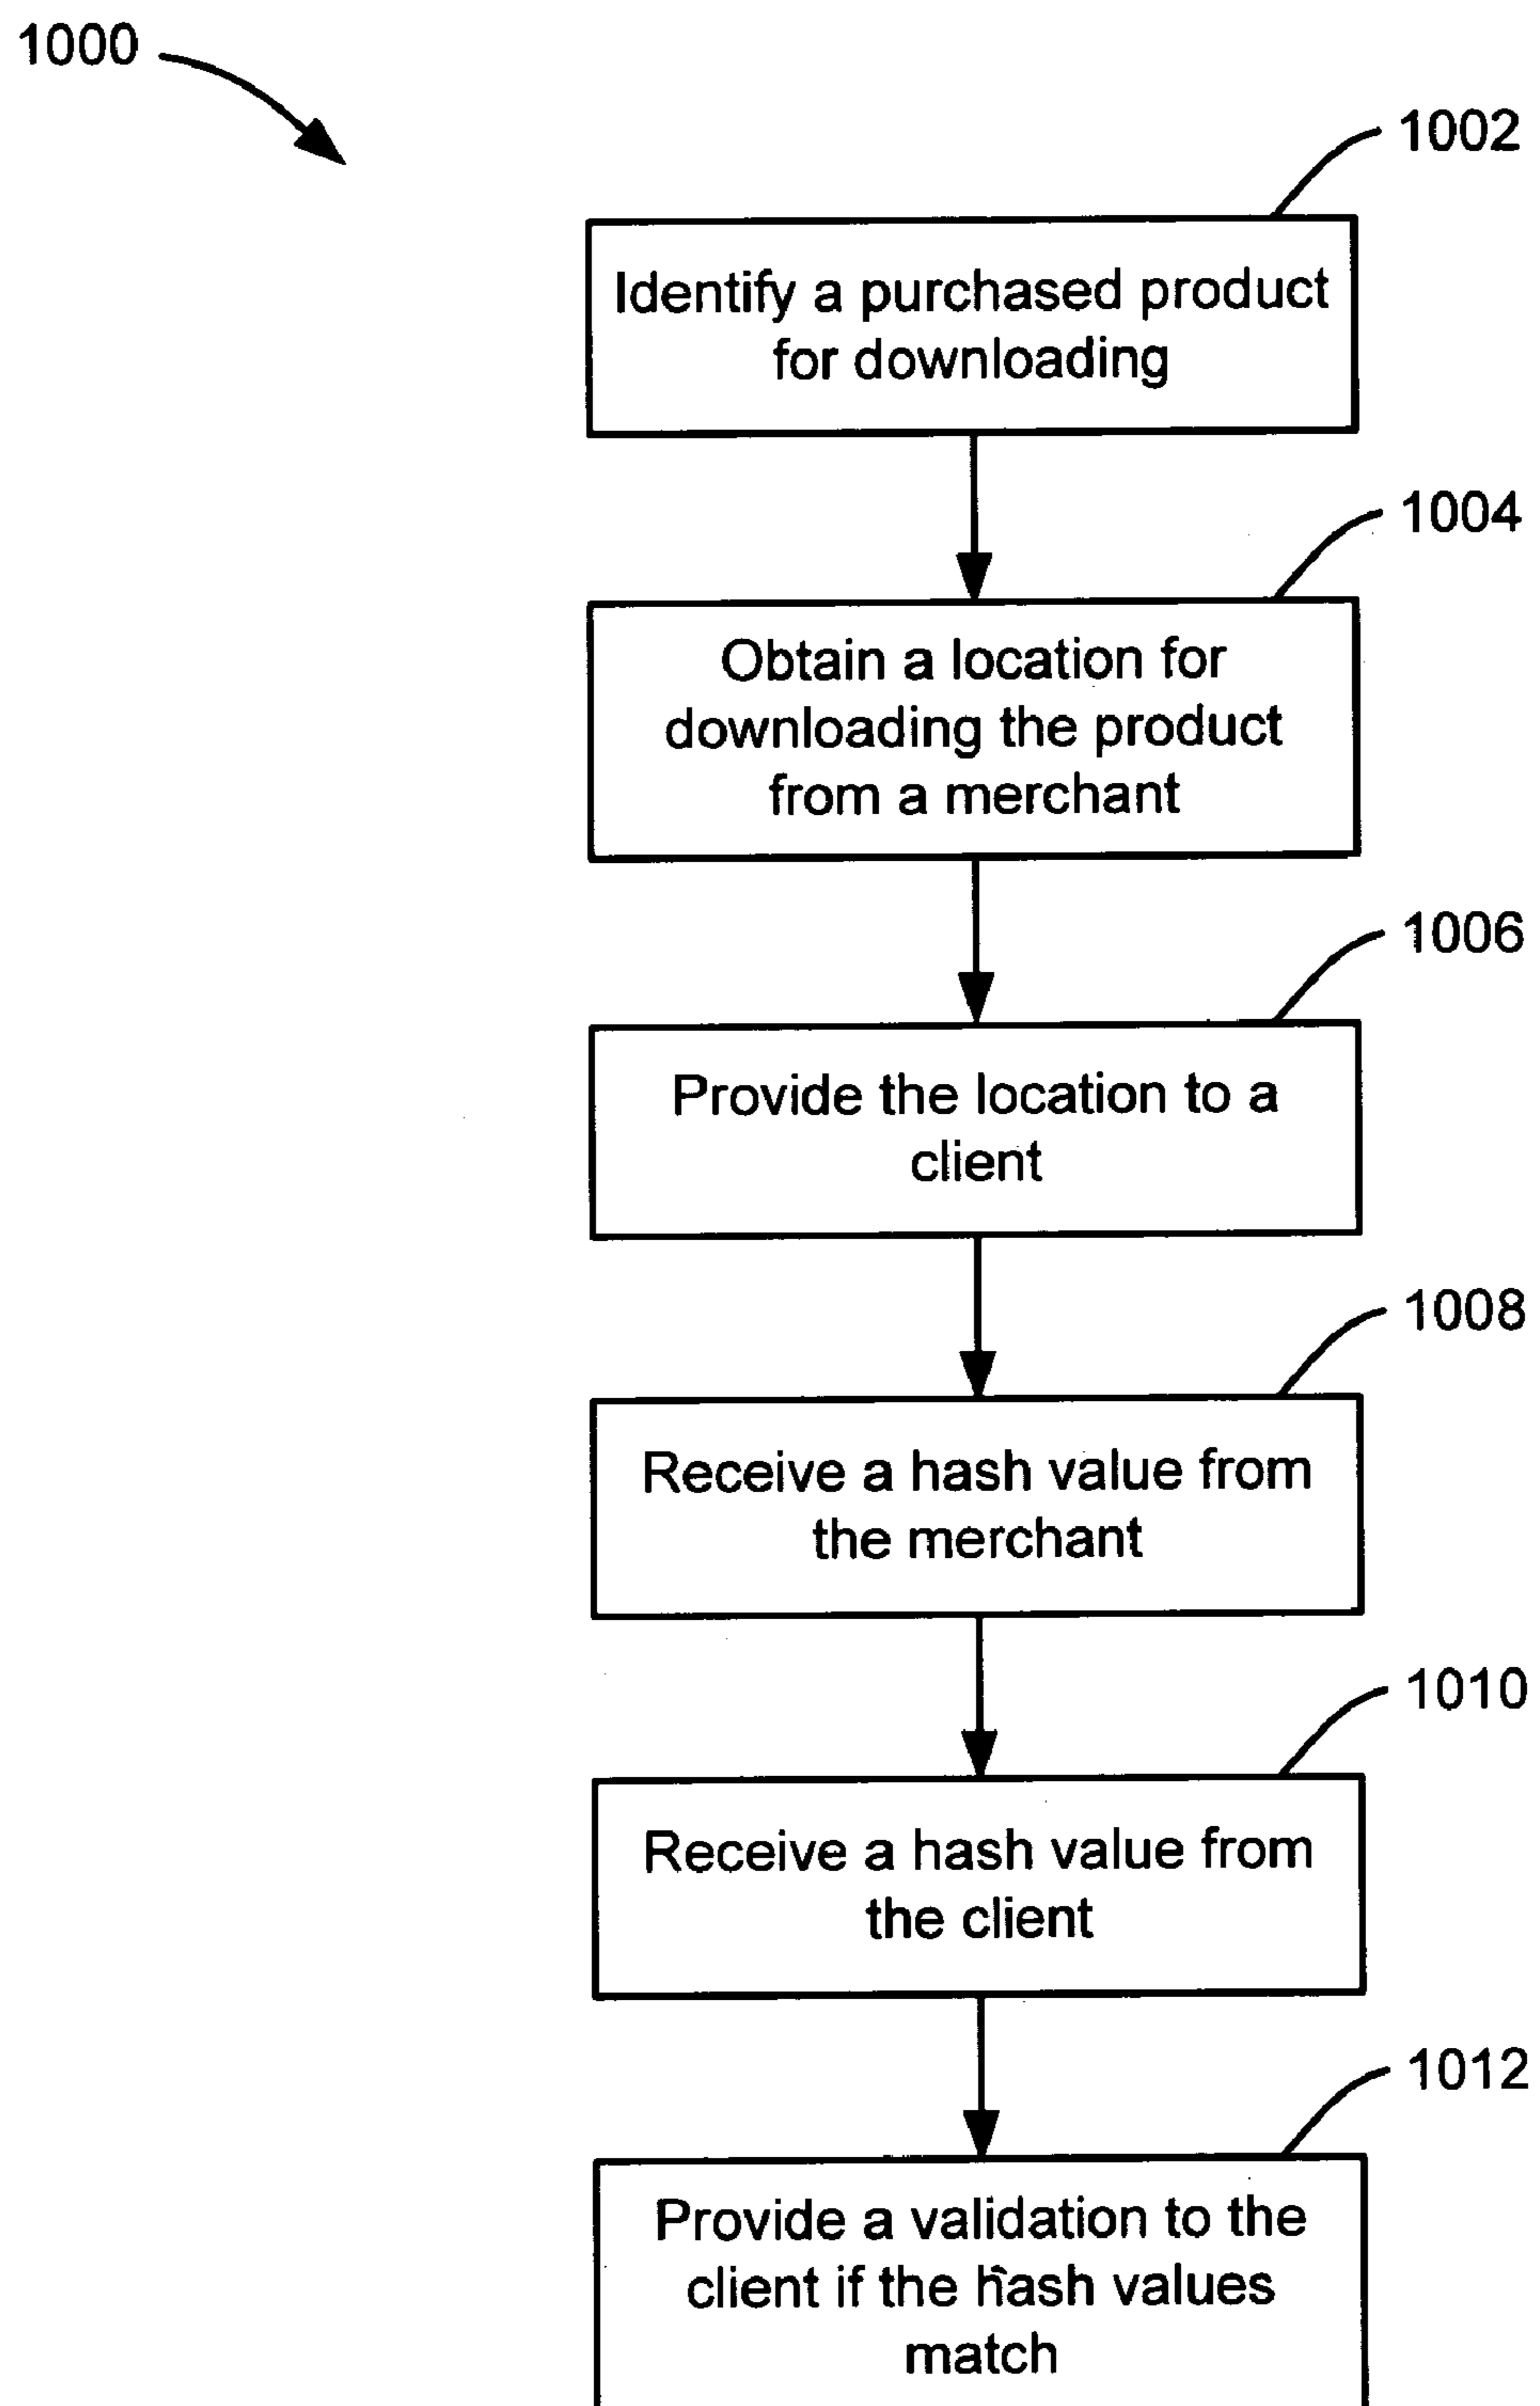 1000
1002
Identify a purchased product
for downloading
1004
Obtain a location for
downloading the product
from a merchant
1006
Provide the location to a
client
1008
Receive a hash value from
the merchant
1010
Receive a hash value from
the client
1012
Provide a validation to the
client if the hash values
match